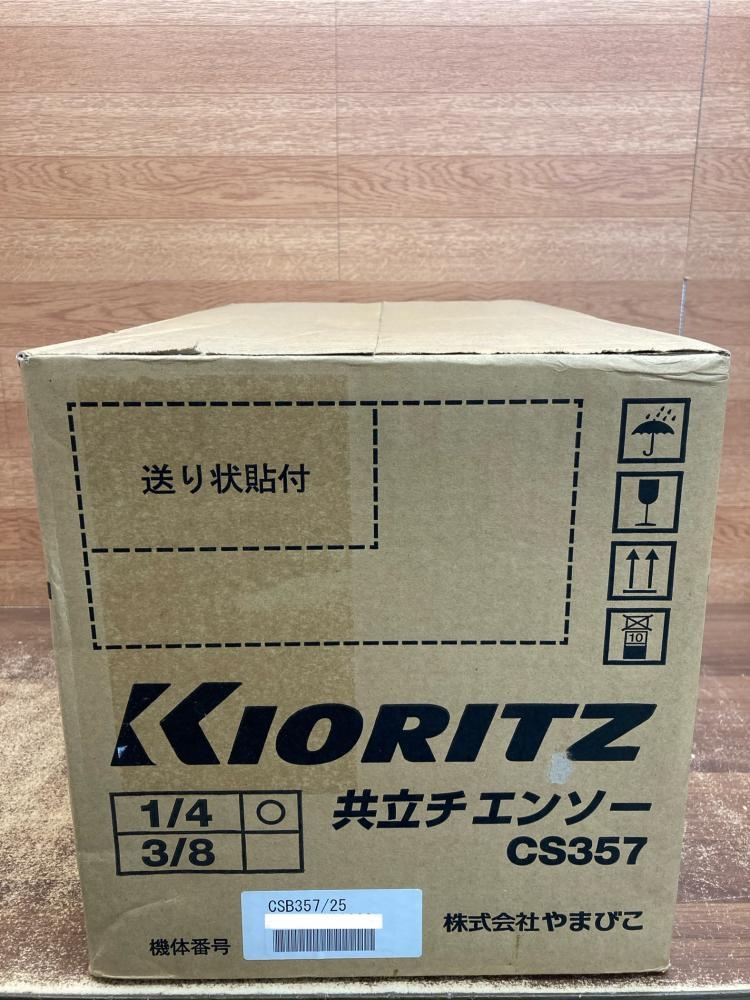 送り状貼付
10
KIORITZ
1/4 ○
3/8
共立チエンソー
CS357
CSB357/25
機体番号
株式会社やまびこ